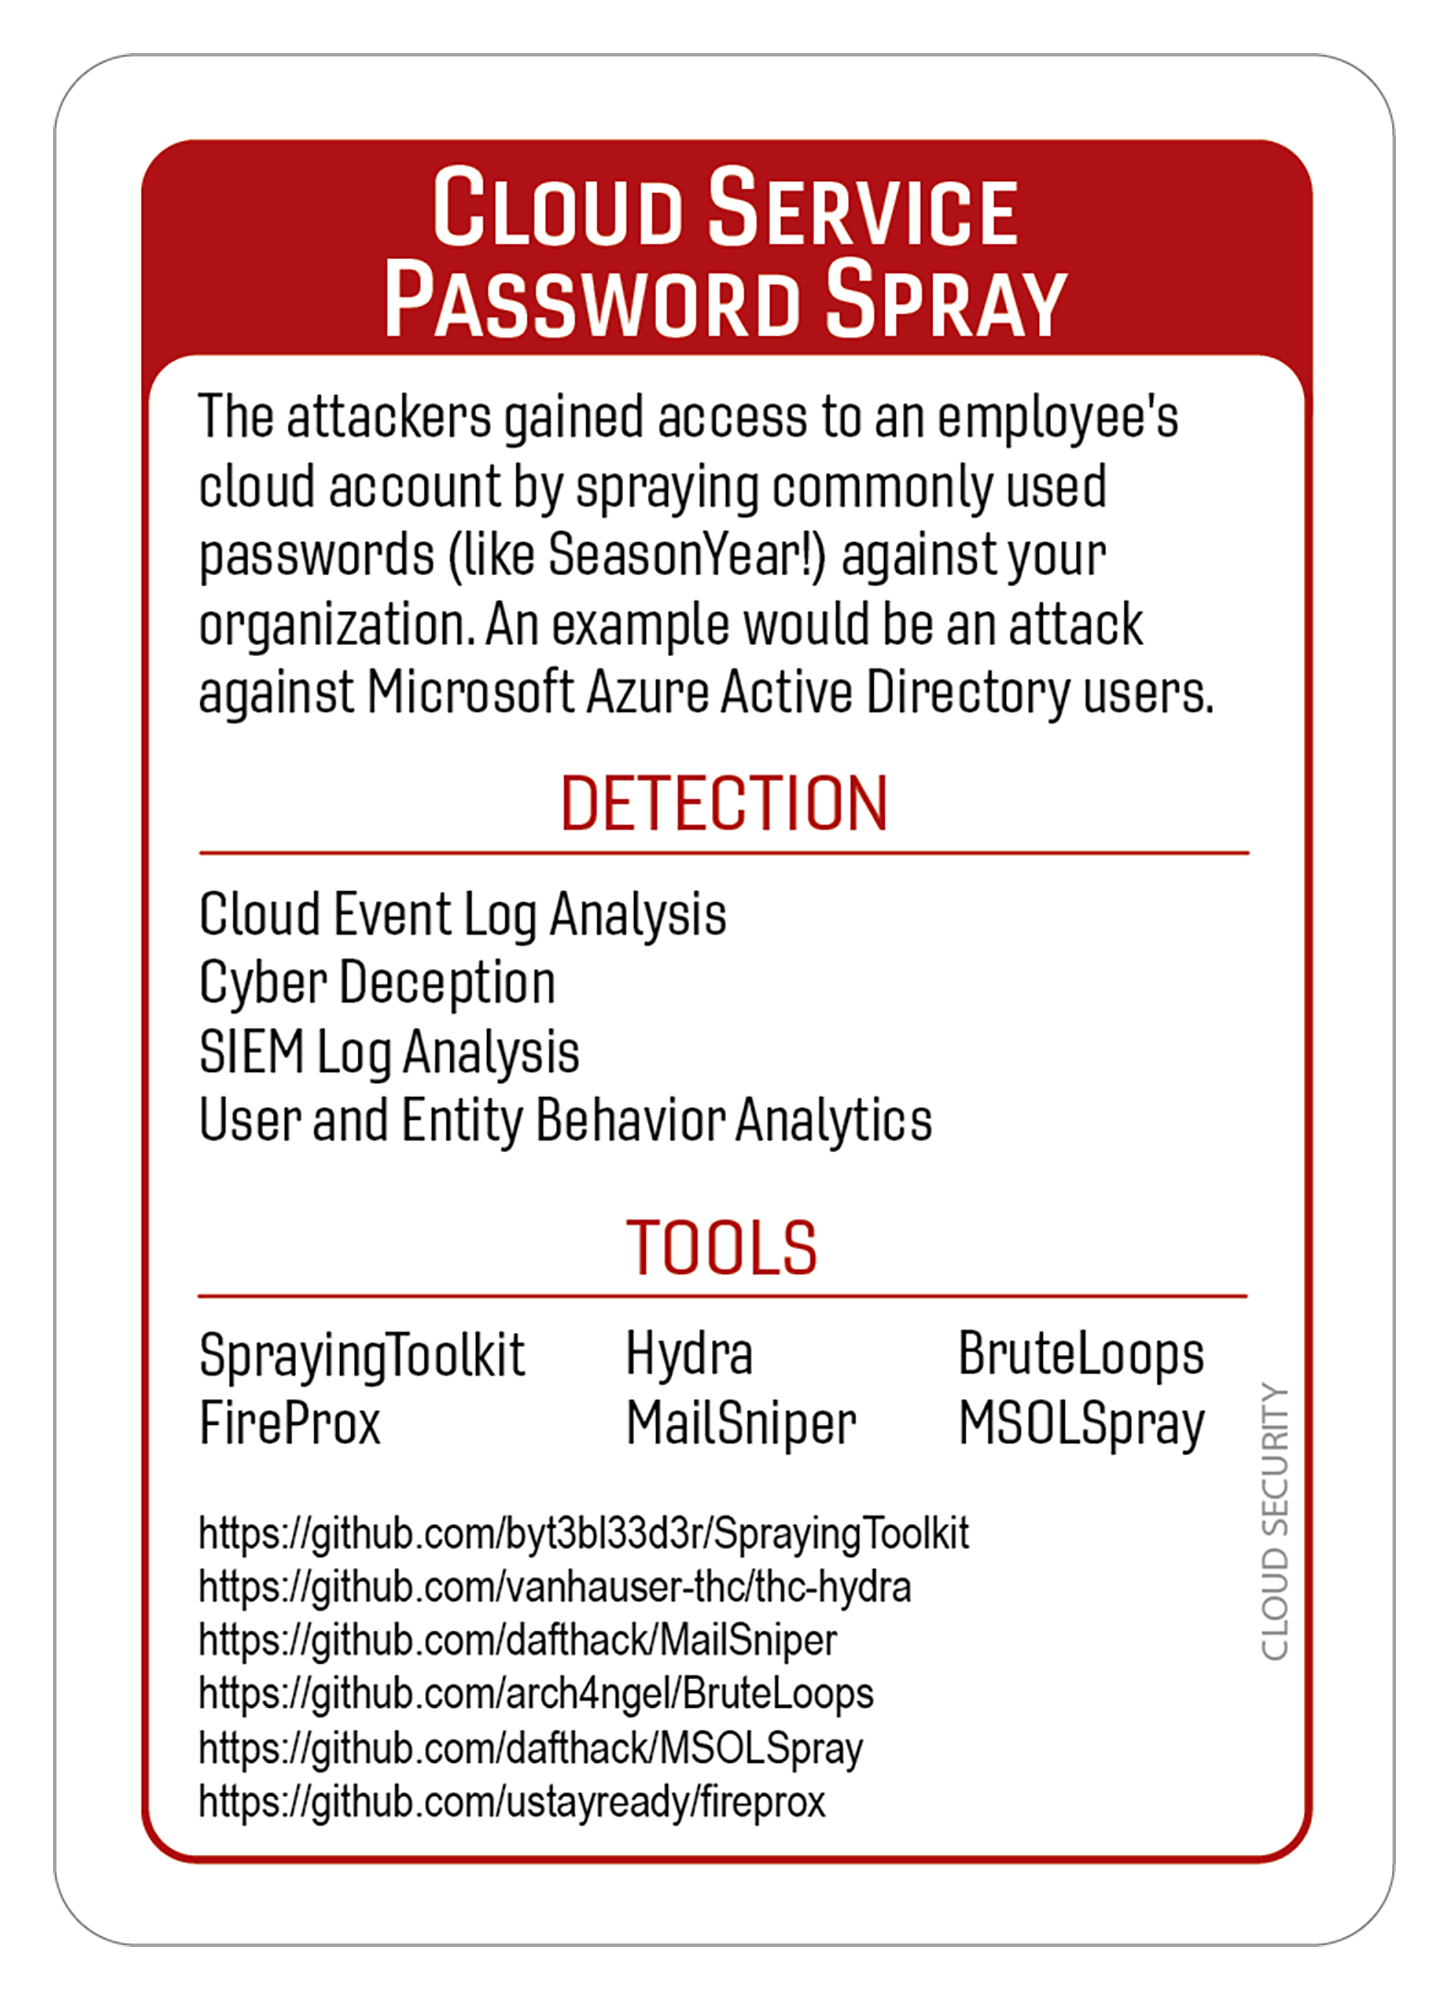 CLOUD SERVICE
PASSWORD SPRAY
The attackers gained access to an employee's
cloud account by spraying commonly used
passwords (like SeasonYear!) against your
organization. An example would be an attack
against Microsoft Azure Active Directory users.
DETECTION
Cloud Event Log Analysis
Cyber Deception
SIEM Log Analysis
User and Entity Behavior Analytics
TOOLS
SprayingToolkit Hydra BruteLoops
FireProx MailSniper MSOLSpray
https://github.com/byt3bl33d3r/SprayingToolkit
https://github.com/vanhauser-thc/thc-hydra
https://github.com/dafthack/MailSniper
https://github.com/arch4ngel/BruteLoops
https://github.com/dafthack/MSOLSpray
https://github.com/ustayready/fireprox
CLOUD SECURITY